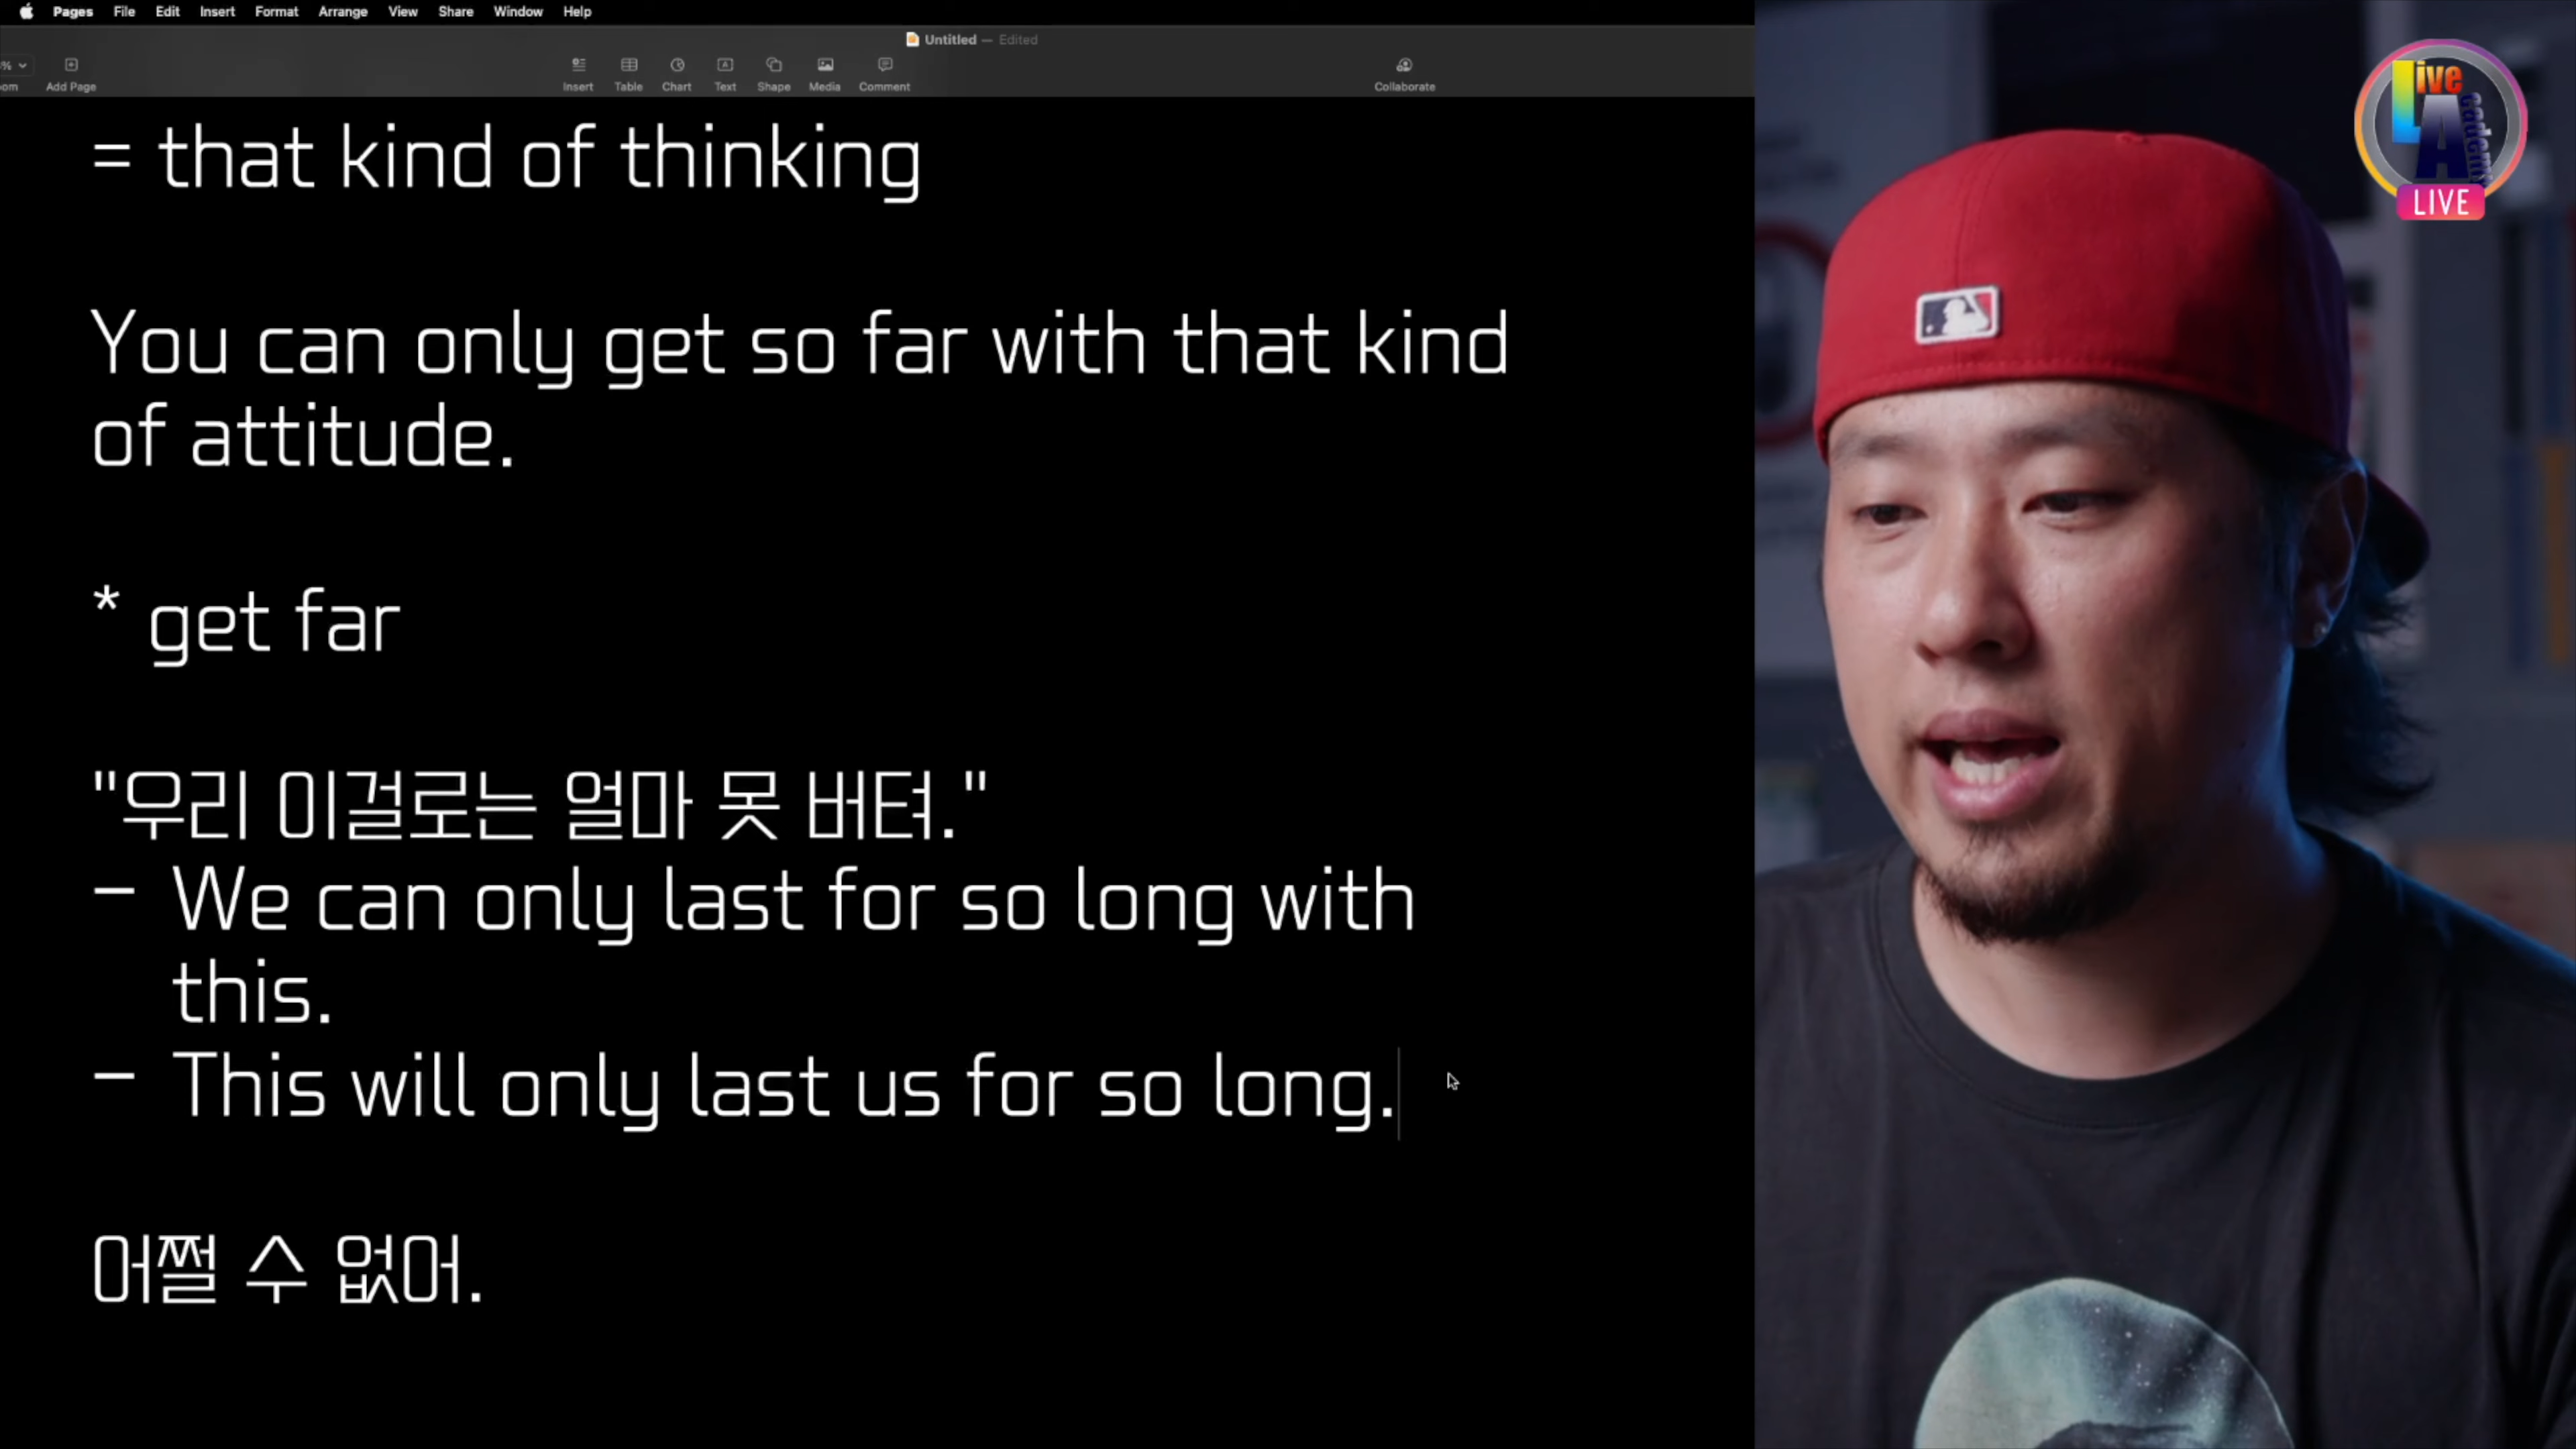 Pages File Edit Insert Format Arrange View Share Window Help
Untitled — Edited
% Add Page Insert Table Chart Text Shape Media Comment Collaborate
= that kind of thinking
You can only get so far with that kind
of attitude.
* get far
"우리 이걸로는 얼마 못 버텨."
– We can only last for so long with
this.
– This will only last us for so long.
어쩔 수 없어.
Live
Academy
LIVE